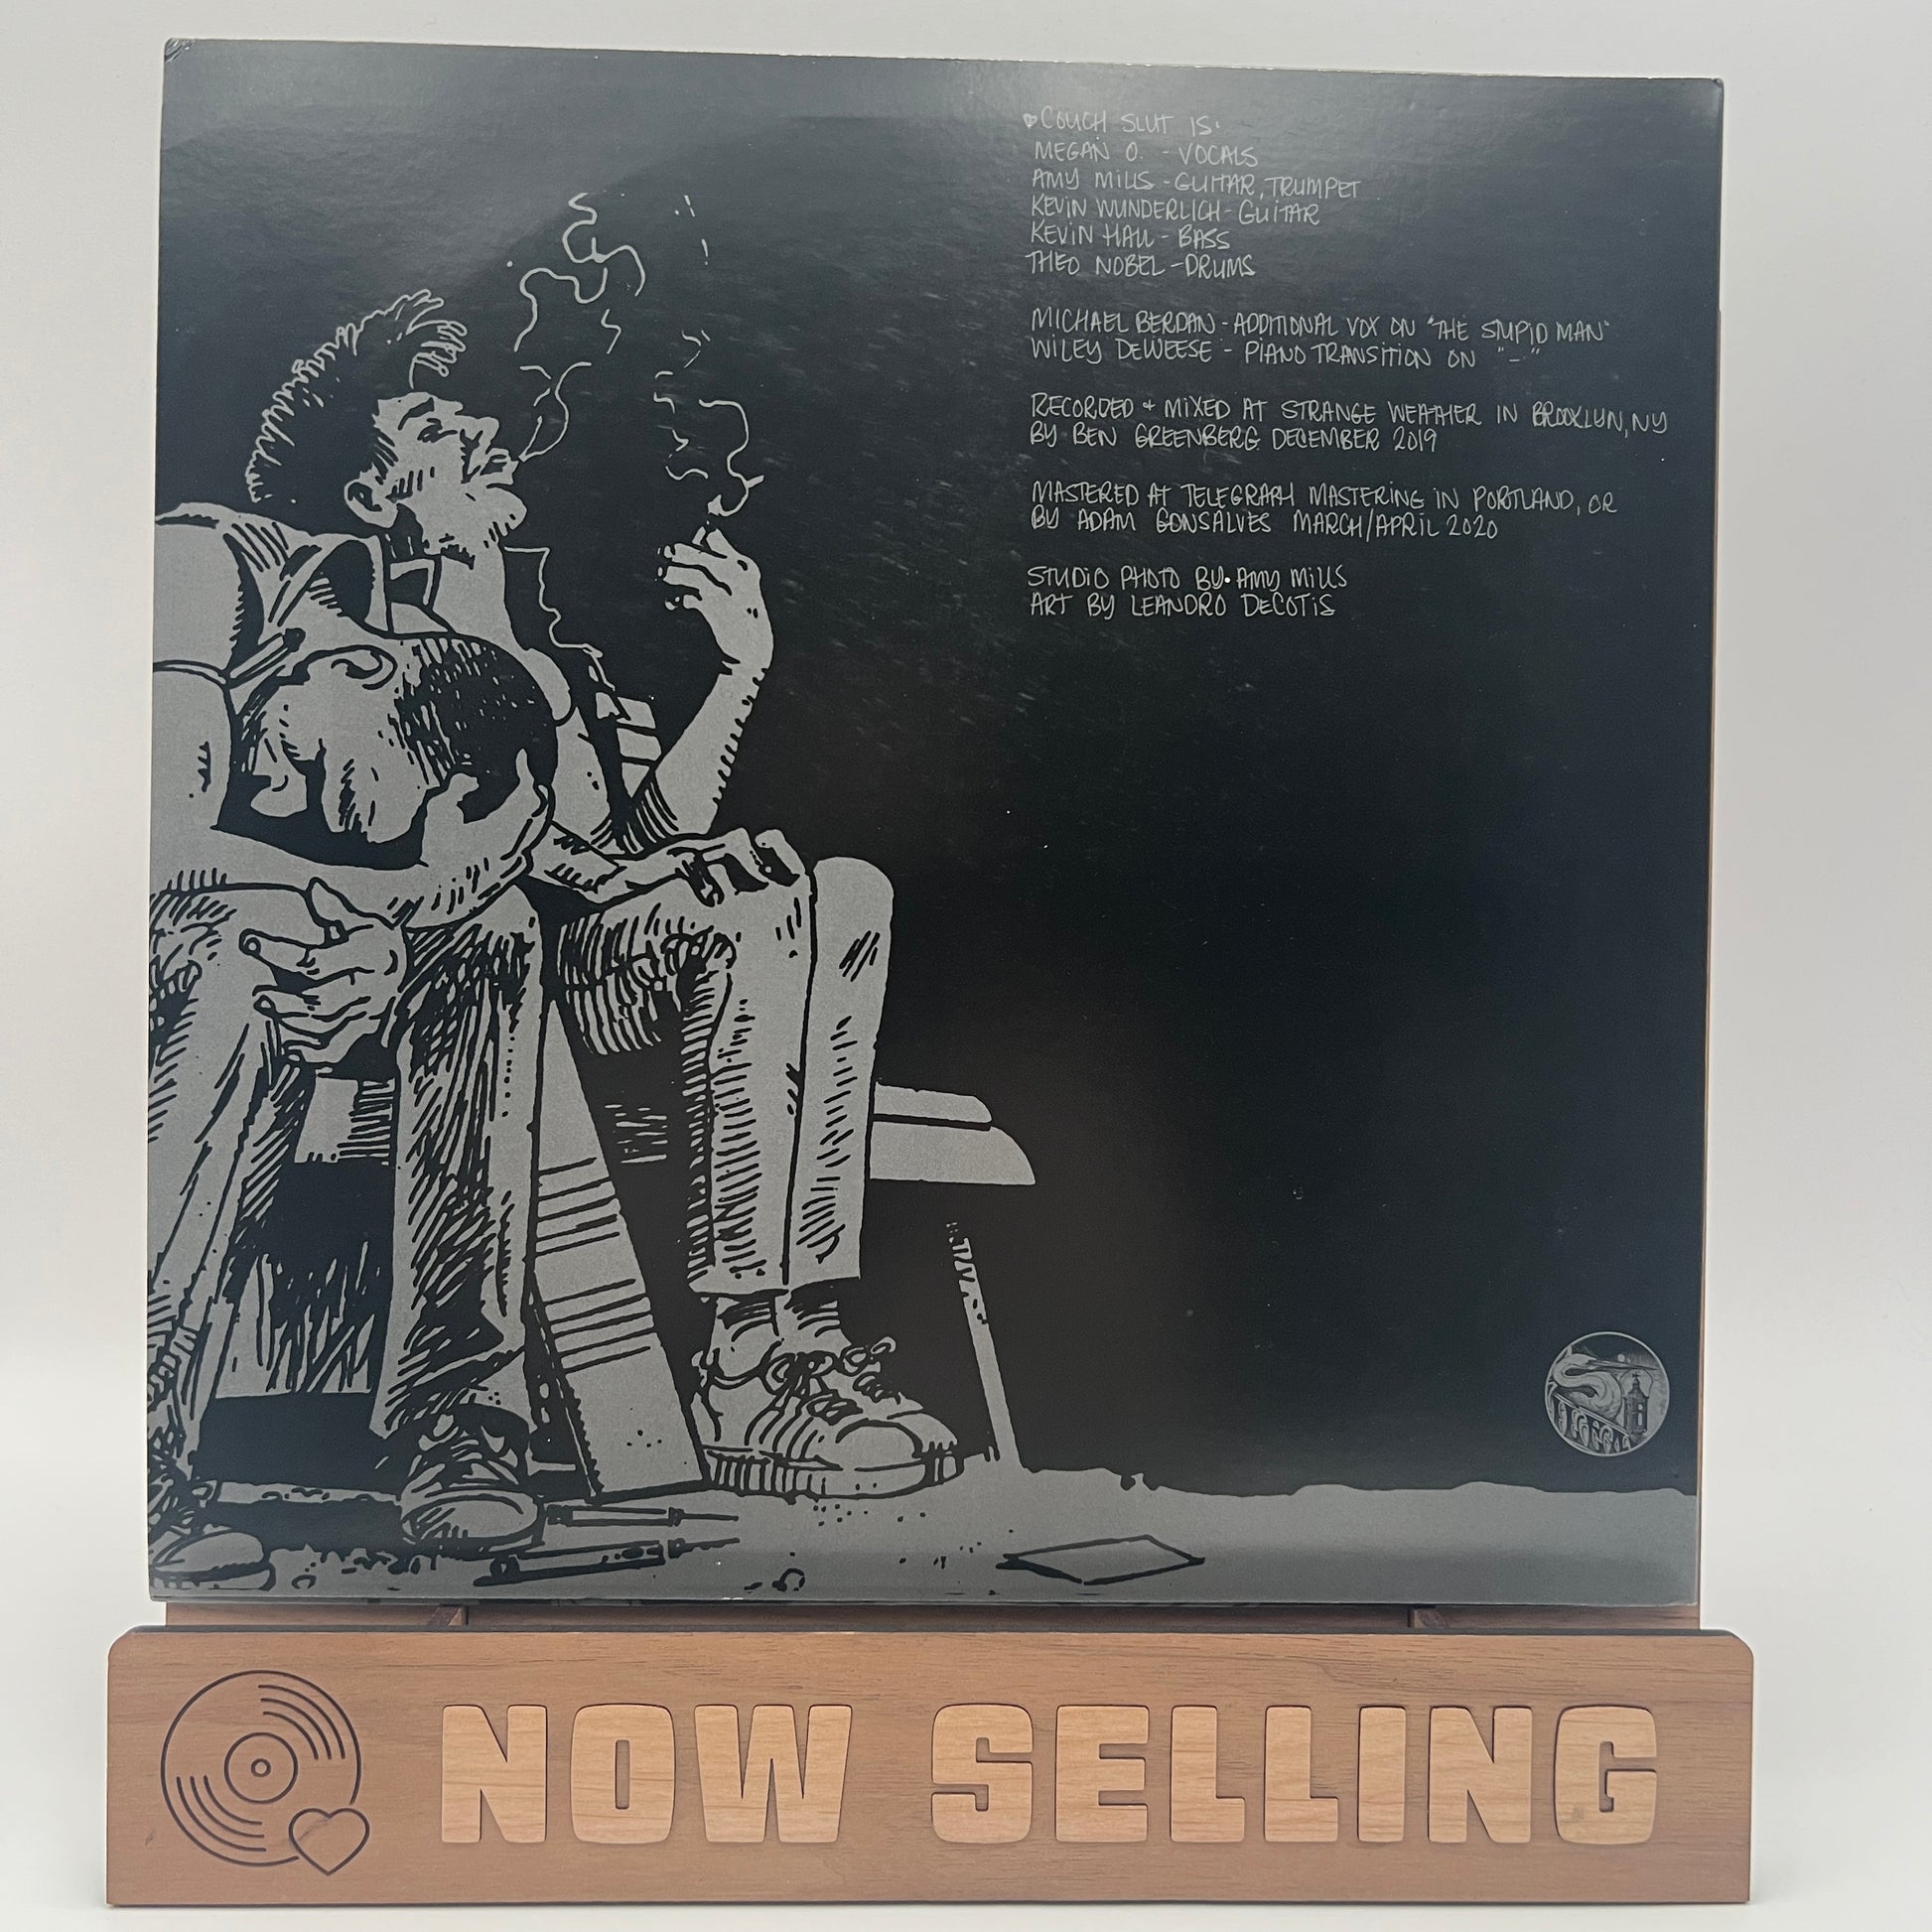 COUCH SLUT IS:
MEGAN O. - VOCALS
AMY MILLS - GUITAR, TRUMPET
KEVIN WUNDERLICH - GUITAR
KEVIN HALL - BASS
THEO NOBEL - DRUMS
MICHAEL BERDAN - ADDITIONAL VOX ON "THE STUPID MAN"
WILEY DEWEESE - PIANO TRANSITION ON "-"
RECORDED + MIXED AT STRANGE WEATHER IN BROOKLYN, NY
BY BEN GREENBERG DECEMBER 2019
MASTERED AT TELEGRAPH MASTERING IN PORTLAND, OR
BY ADAM GONSALVES MARCH/APRIL 2020
STUDIO PHOTO BY: AMY MILLS
ART BY LEANDRO DECOTIS
NOW SELLING